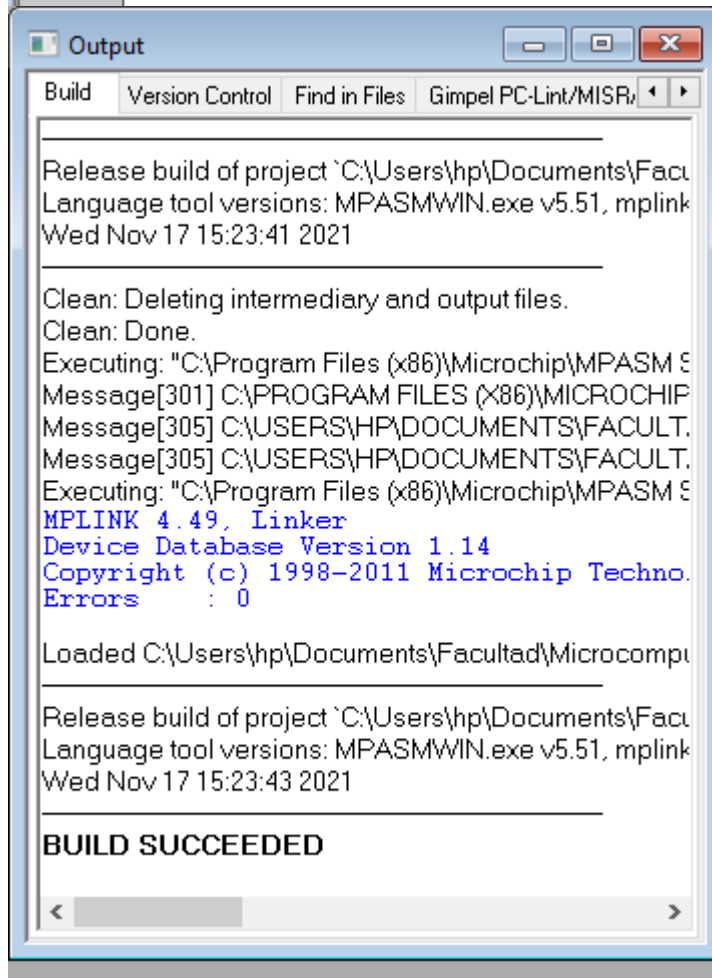 Output
Build Version Control Find in Files Gimpel PC-Lint/MISR
Release build of project `C:\Users\hp\Documents\Facu
Language tool versions: MPASMWIN.exe v5.51, mplink
Wed Nov 17 15:23:41 2021
Clean: Deleting intermediary and output files.
Clean: Done.
Executing: "C:\Program Files (x86)\Microchip\MPASM S
Message[301] C:\PROGRAM FILES (X86)\MICROCHIP
Message[305] C:\USERS\HP\DOCUMENTS\FACULT
Message[305] C:\USERS\HP\DOCUMENTS\FACULT
Executing: "C:\Program Files (x86)\Microchip\MPASM S
MPLINK 4.49, Linker
Device Database Version 1.14
Copyright (c) 1998-2011 Microchip Techno
Errors    : 0
Loaded C:\Users\hp\Documents\Facultad\Microcompu
Release build of project `C:\Users\hp\Documents\Facu
Language tool versions: MPASMWIN.exe v5.51, mplink
Wed Nov 17 15:23:43 2021
BUILD SUCCEEDED